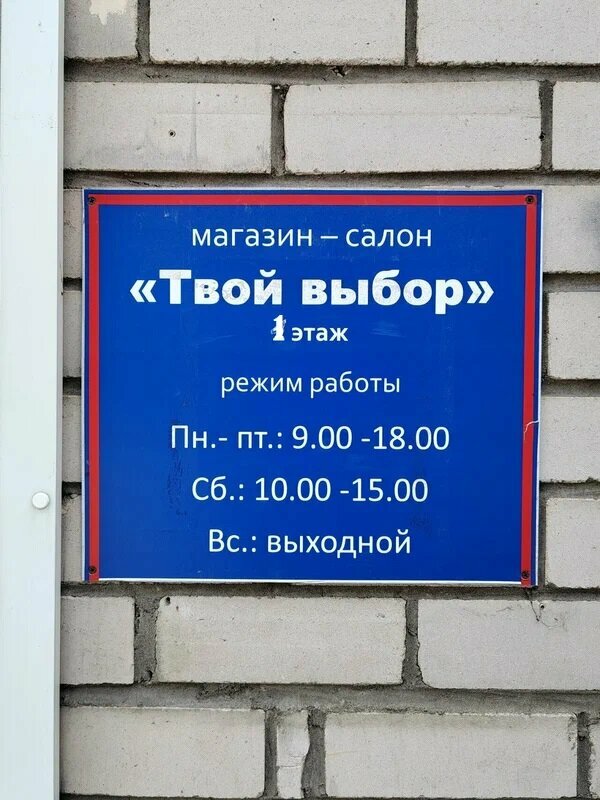 магазин – салон
«Твой выбор»
1 этаж
режим работы
Пн.- пт.: 9.00 -18.00
Сб.: 10.00 -15.00
Вс.: выходной